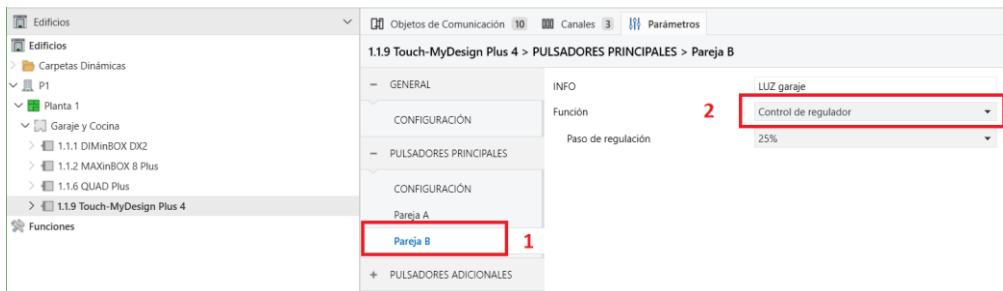 Edificios
Edificios
Carpetas Dinámicas
P1
Planta 1
Garaje y Cocina
1.1.1 DIMinBOX DX2
1.1.2 MAXinBOX 8 Plus
1.1.6 QUAD Plus
1.1.9 Touch-MyDesign Plus 4
Funciones
Objetos de Comunicación 10 Canales 3 Parámetros
1.1.9 Touch-MyDesign Plus 4 > PULSADORES PRINCIPALES > Pareja B
GENERAL
CONFIGURACIÓN
PULSADORES PRINCIPALES
CONFIGURACIÓN
Pareja A
Pareja B 1
PULSADORES ADICIONALES
INFO LUZ garaje
Función 2 Control de regulador
Paso de regulación 25%